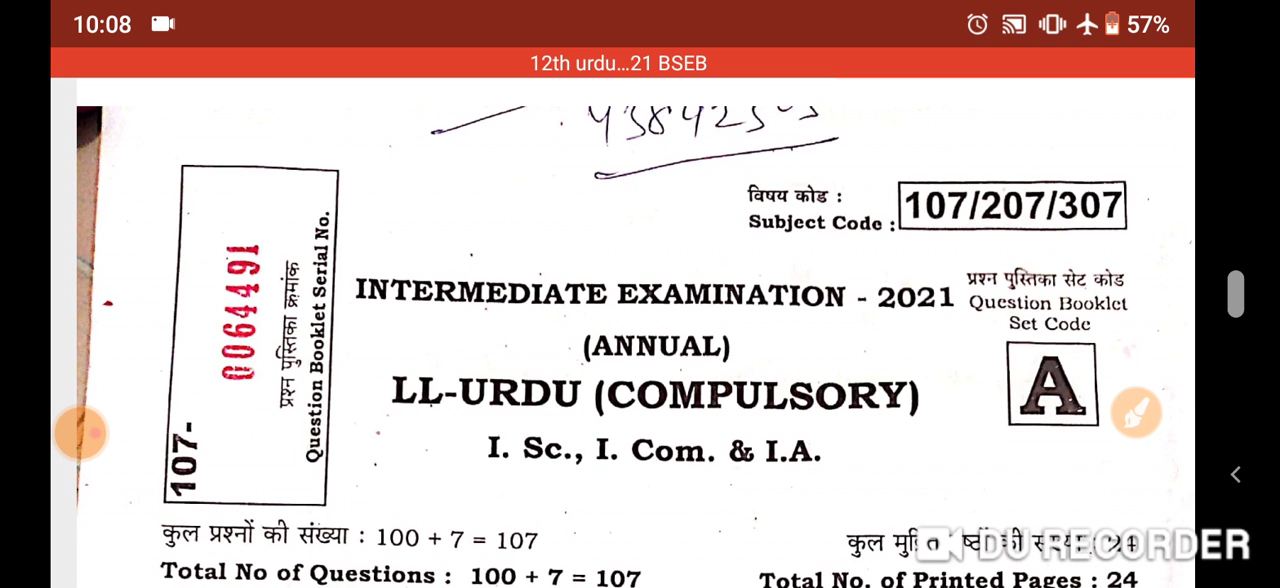 10:08
57%
12th urdu...21 BSEB
विषय कोड :
Subject Code :
107/207/307
107-
0064491
प्रश्न पुस्तिका क्रमांक
Question Booklet Serial No.
INTERMEDIATE EXAMINATION - 2021
(ANNUAL)
LL-URDU (COMPULSORY)
I. Sc., I. Com. & I.A.
प्रश्न पुस्तिका सेट कोड
Question Booklet
Set Code
A
कुल प्रश्नों की संख्या : 100 + 7 = 107
Total No of Questions : 100 + 7 = 107
कुल
Total No. of Printed Pages : 24
DU RECORDER